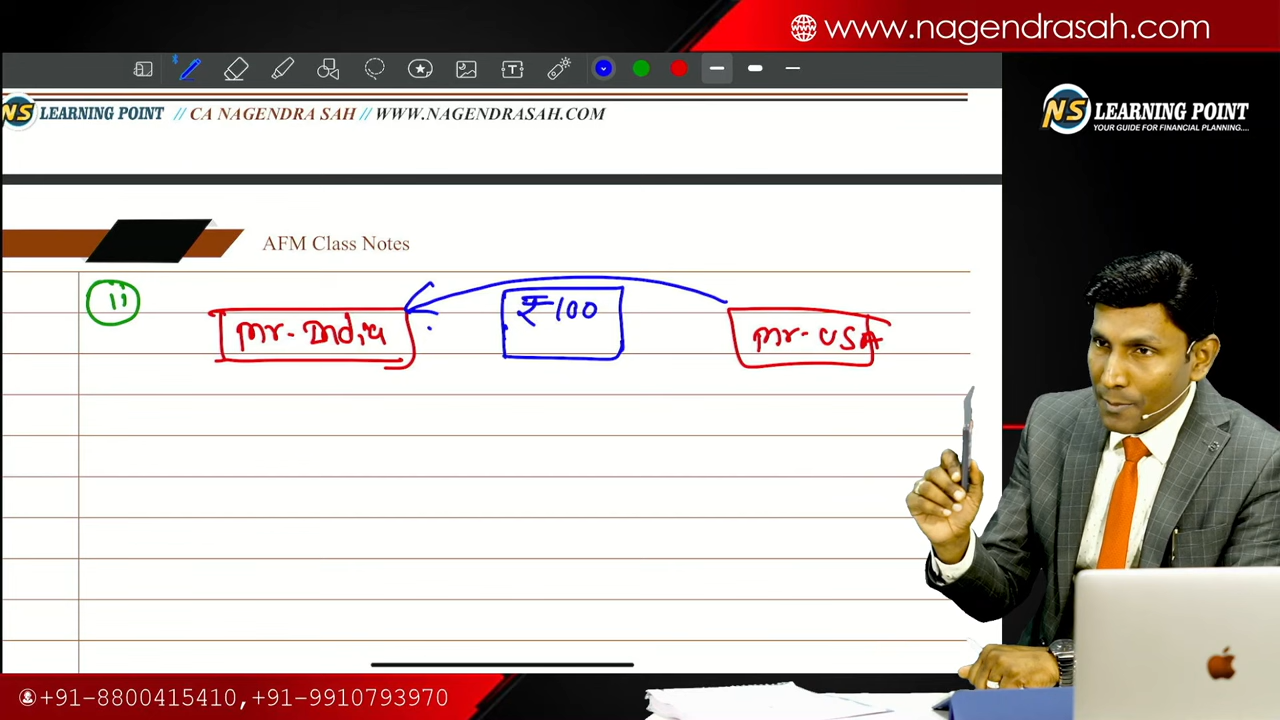 www.nagendrasah.com
NS LEARNING POINT // CA NAGENDRA SAH // WWW.NAGENDRASAH.COM
NS LEARNING POINT
YOUR GUIDE FOR FINANCIAL PLANNING....
AFM Class Notes
ii
Mr. India
₹100
Mr. USA
+91-8800415410,+91-9910793970